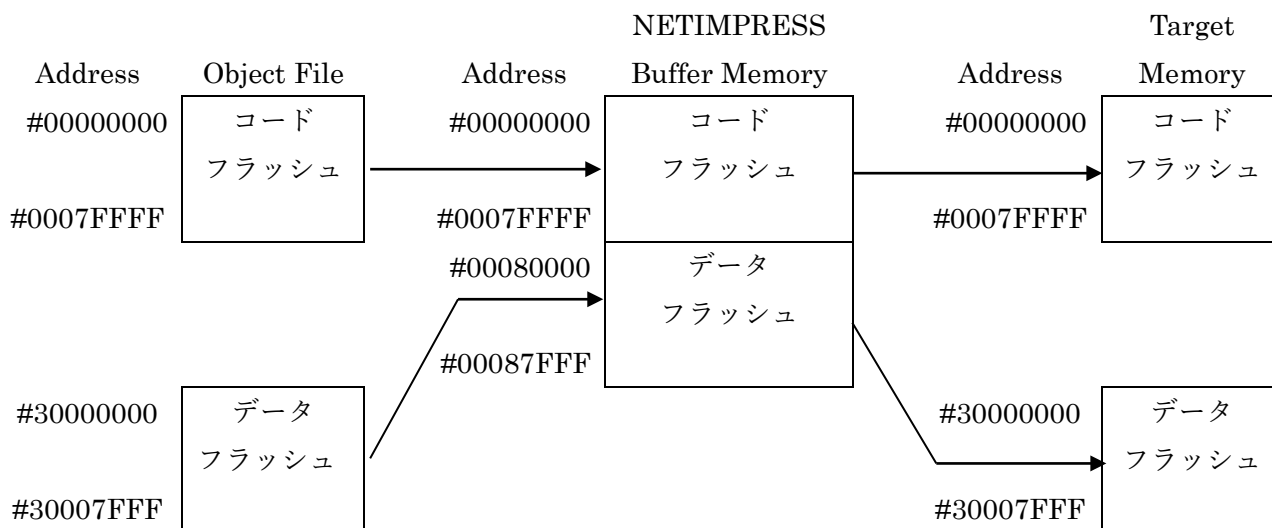 NETIMPRESS Target
Address Object File Address Buffer Memory Address Memory
#00000000 コード #00000000 コード #00000000 コード
フラッシュ フラッシュ フラッシュ
#0007FFFF #0007FFFF #0007FFFF
#00080000 データ
フラッシュ
#00087FFF
#30000000 データ #30000000 データ
フラッシュ フラッシュ
#30007FFF #30007FFF